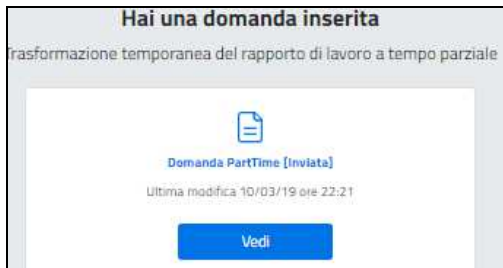 Hai una domanda inserita
Trasformazione temporanea del rapporto di lavoro a tempo parziale
Domanda PartTime [Inviata]
Ultima modifica 10/03/19 ore 22:21
Vedi